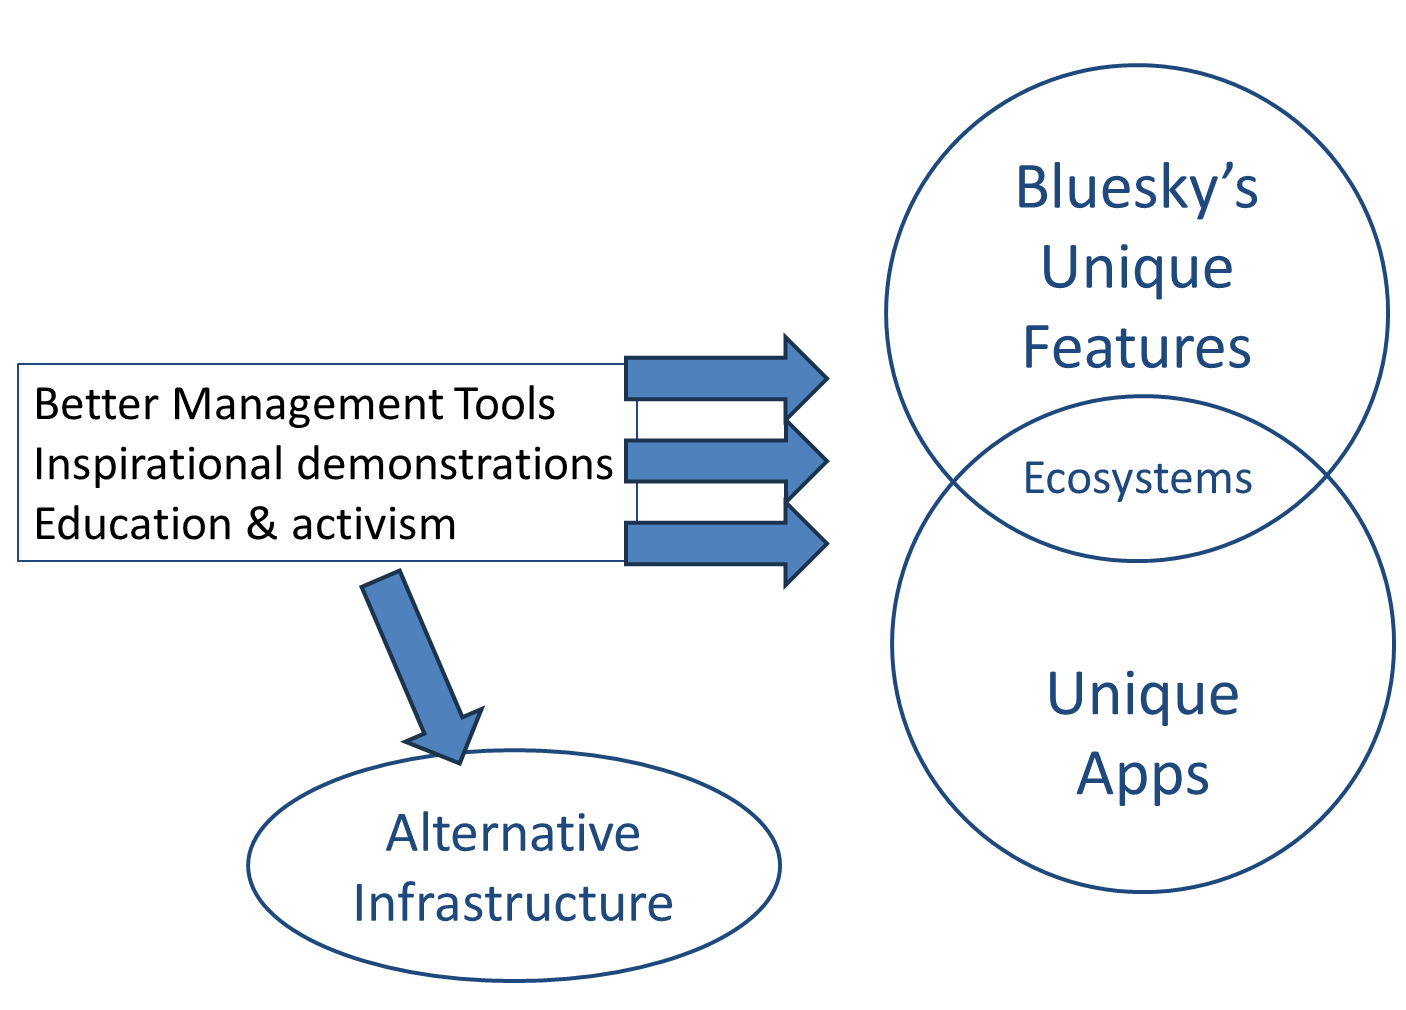 Bluesky’s
Unique
Features
Better Management Tools
Inspirational demonstrations
Education & activism
Ecosystems
Unique
Apps
Alternative
Infrastructure